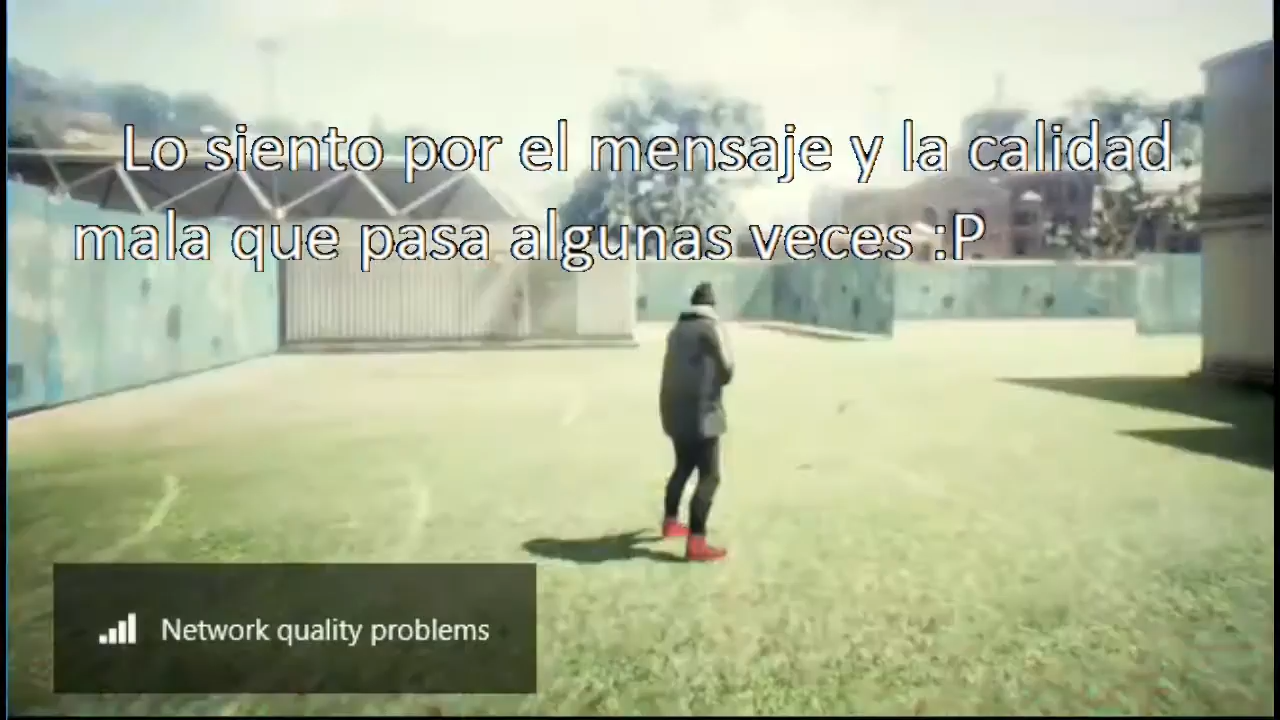 Lo siento por el mensaje y la calidad
mala que pasa algunas veces :P
Network quality problems